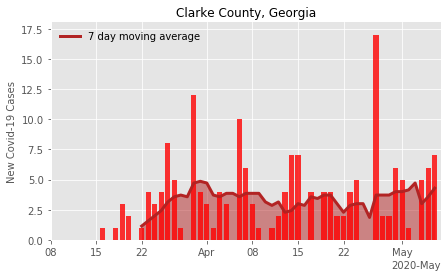 Clarke County, Georgia
7 day moving average
New Covid-19 Cases
17.5
15.0
12.5
10.0
7.5
5.0
2.5
0.0
08 15 22 Apr 08 15 22 May
2020-May